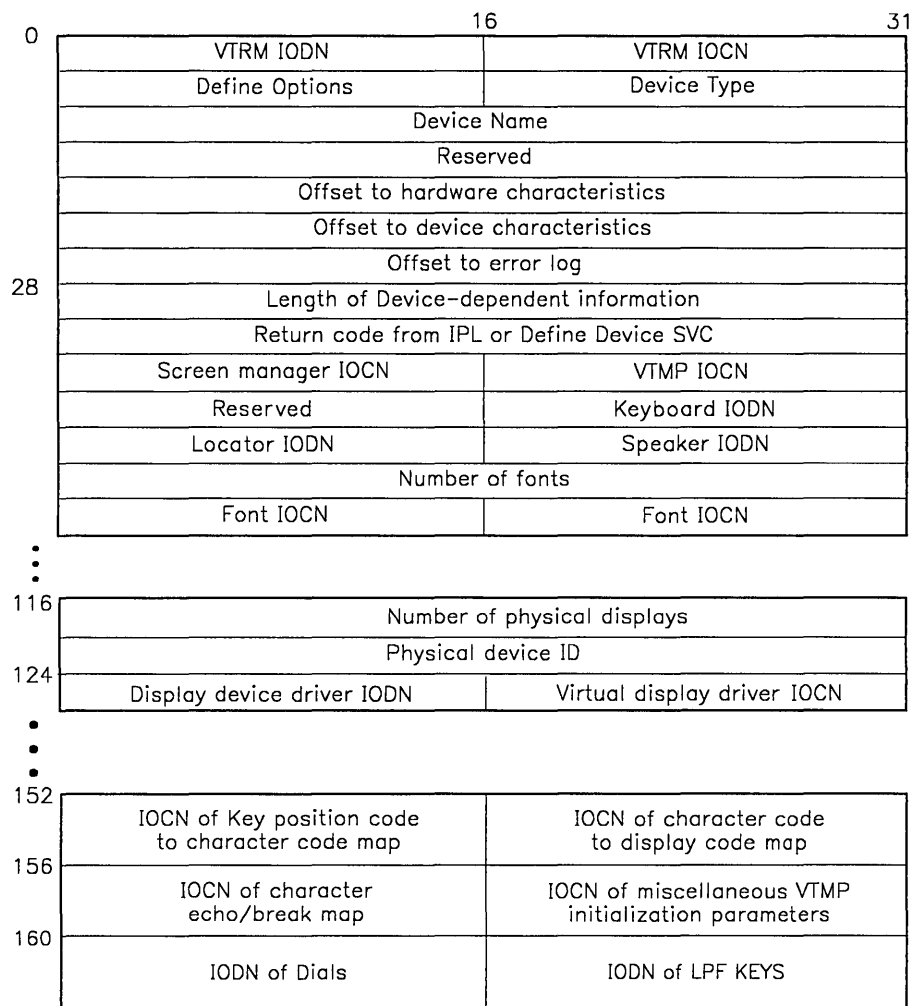 16 31
0
VTRM IODN VTRM IOCN
Define Options Device Type
Device Name
Reserved
Offset to hardware characteristics
Offset to device characteristics
Offset to error log
28
Length of Device-dependent information
Return code from IPL or Define Device SVC
Screen manager IOCN VTMP IOCN
Reserved Keyboard IODN
Locator IODN Speaker IODN
Number of fonts
Font IOCN Font IOCN
116
Number of physical displays
Physical device ID
124
Display device driver IODN Virtual display driver IOCN
152
IOCN of Key position code IOCN of character code
to character code map to display code map
156
IOCN of character IOCN of miscellaneous VTMP
echo/break map initialization parameters
160
IODN of Dials IODN of LPF KEYS